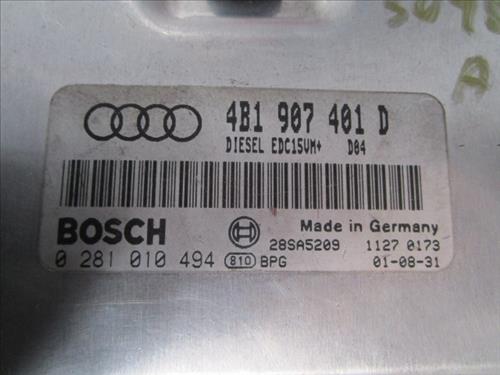 4B1 907 401 D
DIESEL EDC15VM+ D04
BOSCH
Made in Germany
28SA5209 1127 0173
0 281 010 494 810 BPG 01-08-31
A